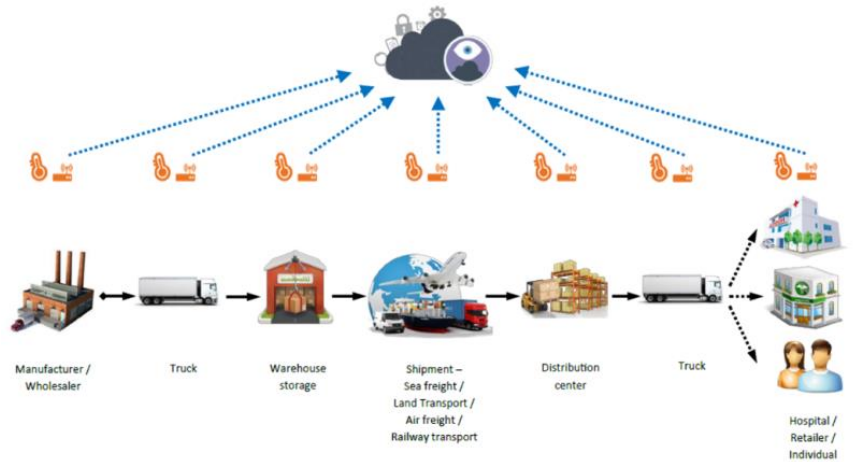 Manufacturer /
Wholesaler
Truck
Warehouse
storage
Shipment –
Sea freight /
Land Transport /
Air freight /
Railway transport
Distribution
center
Truck
Hospital /
Retailer /
Individual